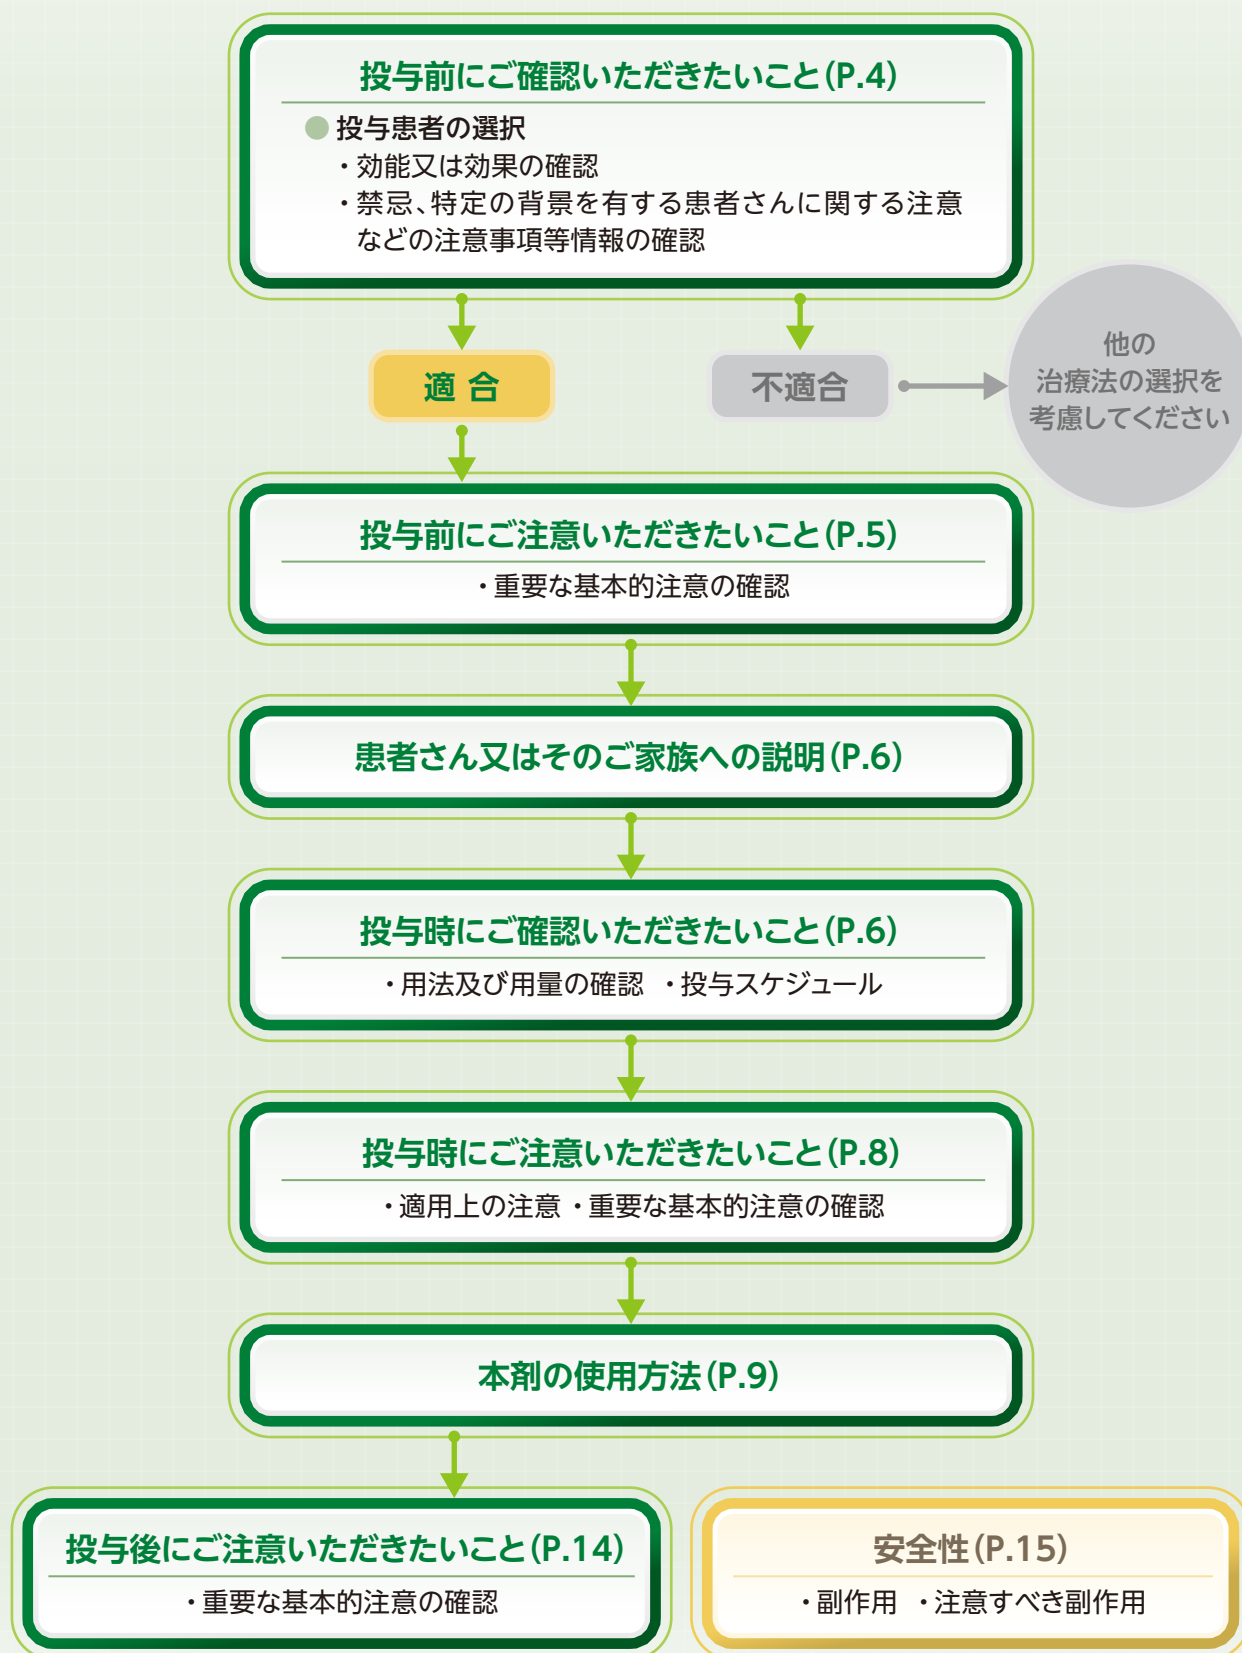 投与前にご確認いただきたいこと(P.4)
●投与患者の選択
・効能又は効果の確認
・禁忌、特定の背景を有する患者さんに関する注意
などの注意事項等情報の確認
適 合
不適合
他の
治療法の選択を
考慮してください
投与前にご注意いただきたいこと(P.5)
・重要な基本的注意の確認
患者さん又はそのご家族への説明(P.6)
投与時にご確認いただきたいこと(P.6)
・用法及び用量の確認 ・投与スケジュール
投与時にご注意いただきたいこと(P.8)
・適用上の注意 ・重要な基本的注意の確認
本剤の使用方法(P.9)
投与後にご注意いただきたいこと(P.14)
・重要な基本的注意の確認
安全性(P.15)
・副作用 ・注意すべき副作用